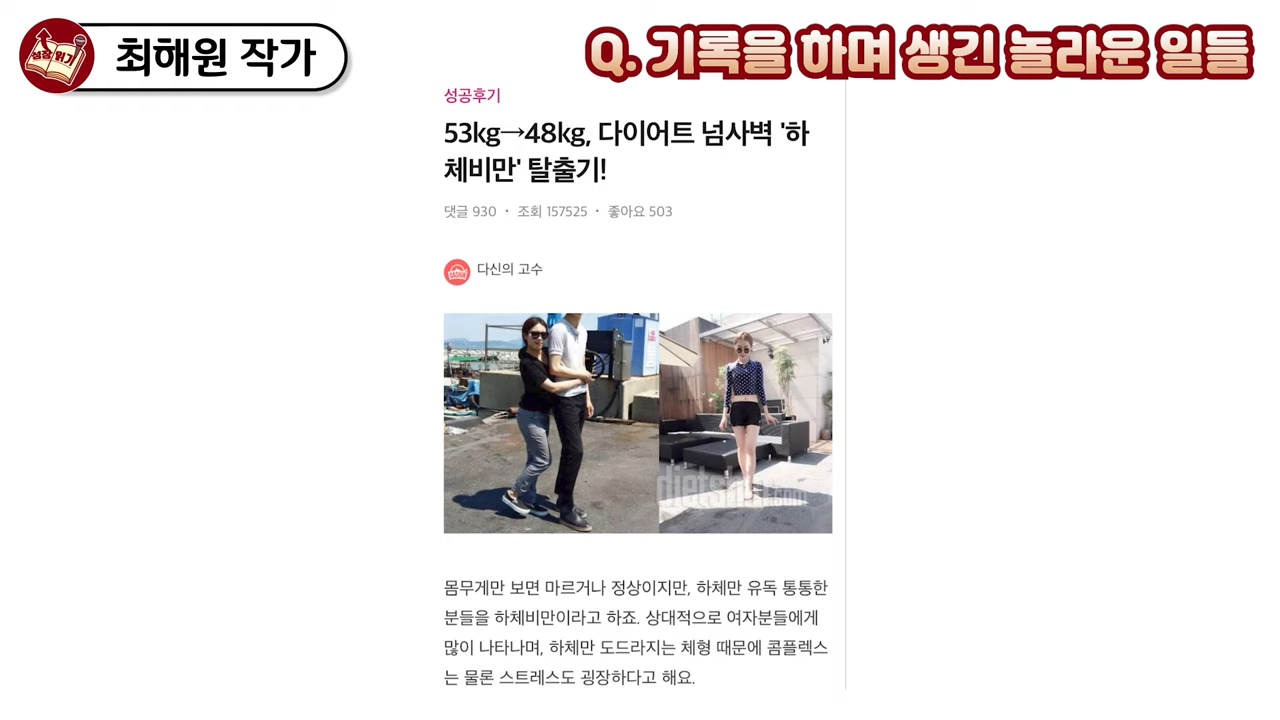 성장 읽기
최해원 작가
Q. 기록을 하며 생긴 놀라운 일들
성공후기
53kg→48kg, 다이어트 넘사벽 '하
체비만' 탈출기!
댓글 930 · 조회 157525 · 좋아요 503
다신의 고수
몸무게만 보면 마르거나 정상이지만, 하체만 유독 통통한
분들을 하체비만이라고 하죠. 상대적으로 여자분들에게
많이 나타나며, 하체만 도드라지는 체형 때문에 콤플렉스
는 물론 스트레스도 굉장하다고 해요.